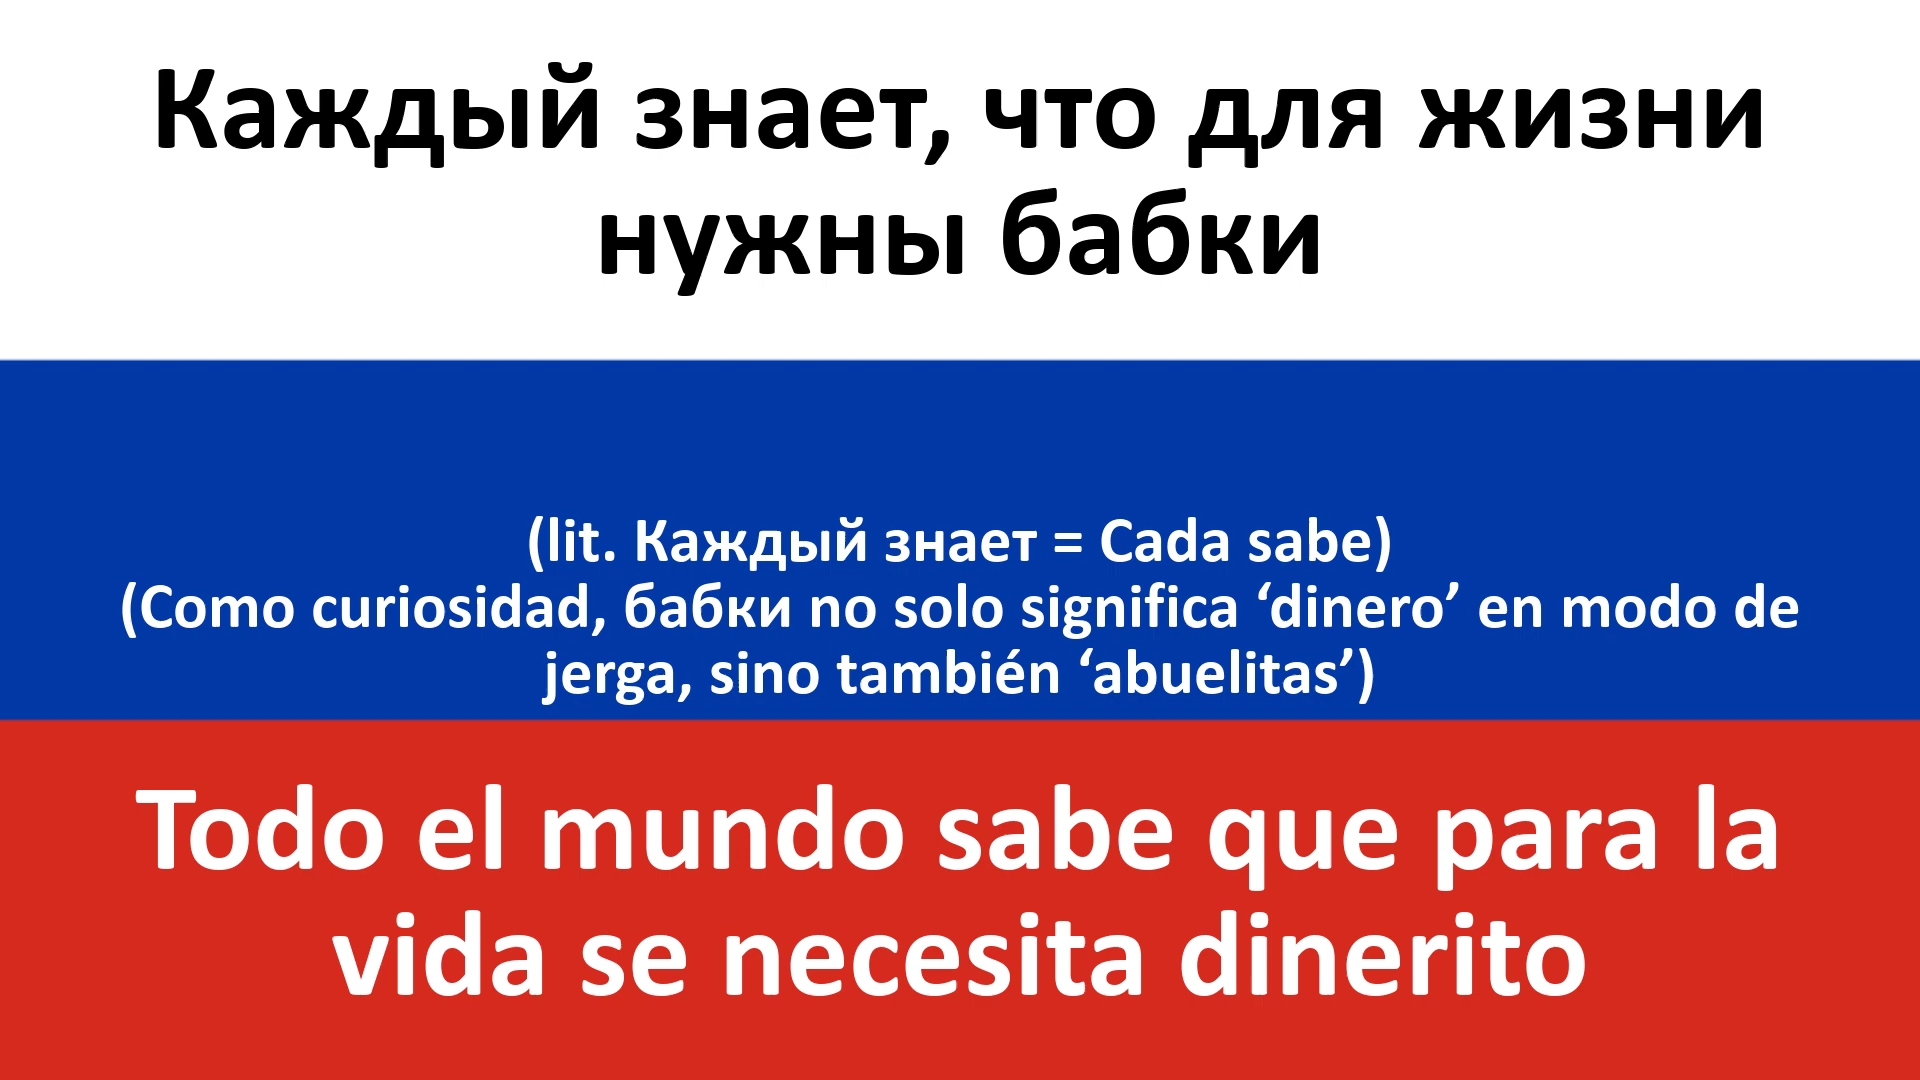 Каждый знает, что для жизни
нужны бабки
(lit. Каждый знает = Cada sabe)
(Como curiosidad, бабки no solo significa ‘dinero’ en modo de
jerga, sino también ‘abuelitas’)
Todo el mundo sabe que para la
vida se necesita dinerito